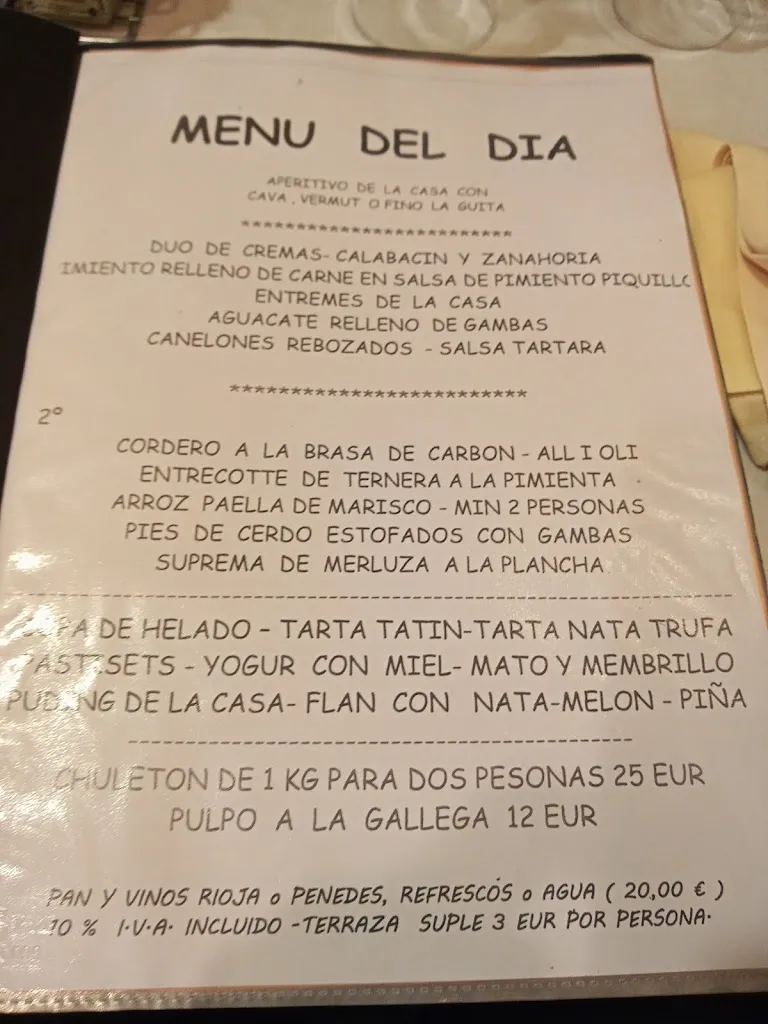 MENU DEL DIA
APERITIVO DE LA CASA CON
CAVA , VERMUT O FINO LA GUITA
************************
DUO DE CREMAS- CALABACIN Y ZANAHORIA
IMIENTO RELLENO DE CARNE EN SALSA DE PIMIENTO PIQUILLO
ENTREMES DE LA CASA
AGUACATE RELLENO DE GAMBAS
CANELONES REBOZADOS - SALSA TARTARA
************************
2º
CORDERO A LA BRASA DE CARBON - ALL I OLI
ENTRECOTTE DE TERNERA A LA PIMIENTA
ARROZ PAELLA DE MARISCO - MIN 2 PERSONAS
PIES DE CERDO ESTOFADOS CON GAMBAS
SUPREMA DE MERLUZA A LA PLANCHA
DE HELADO - TARTA TATIN-TARTA NATA TRUFA
- YOGUR CON MIEL- MATO Y MEMBRILLO
PUDING DE LA CASA- FLAN CON NATA-MELON - PIÑA
CHULETON DE 1 KG PARA DOS PESONAS 25 EUR
PULPO A LA GALLEGA 12 EUR
PAN Y VINOS RIOJA o PENEDES, REFRESCOS o AGUA ( 20,00 € )
10 % I.V.A. INCLUIDO -TERRAZA SUPLE 3 EUR POR PERSONA.